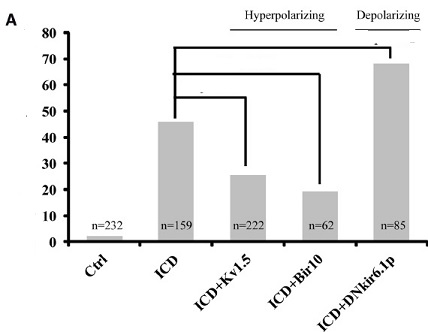 A
Hyperpolarizing
Depolarizing
80
70
60
50
40
30
20
10
0
n=232
n=159
n=222
n=62
n=85
Ctrl
ICD
ICD+Kv1.5
ICD+Bir10
ICD+DNkir6.1p